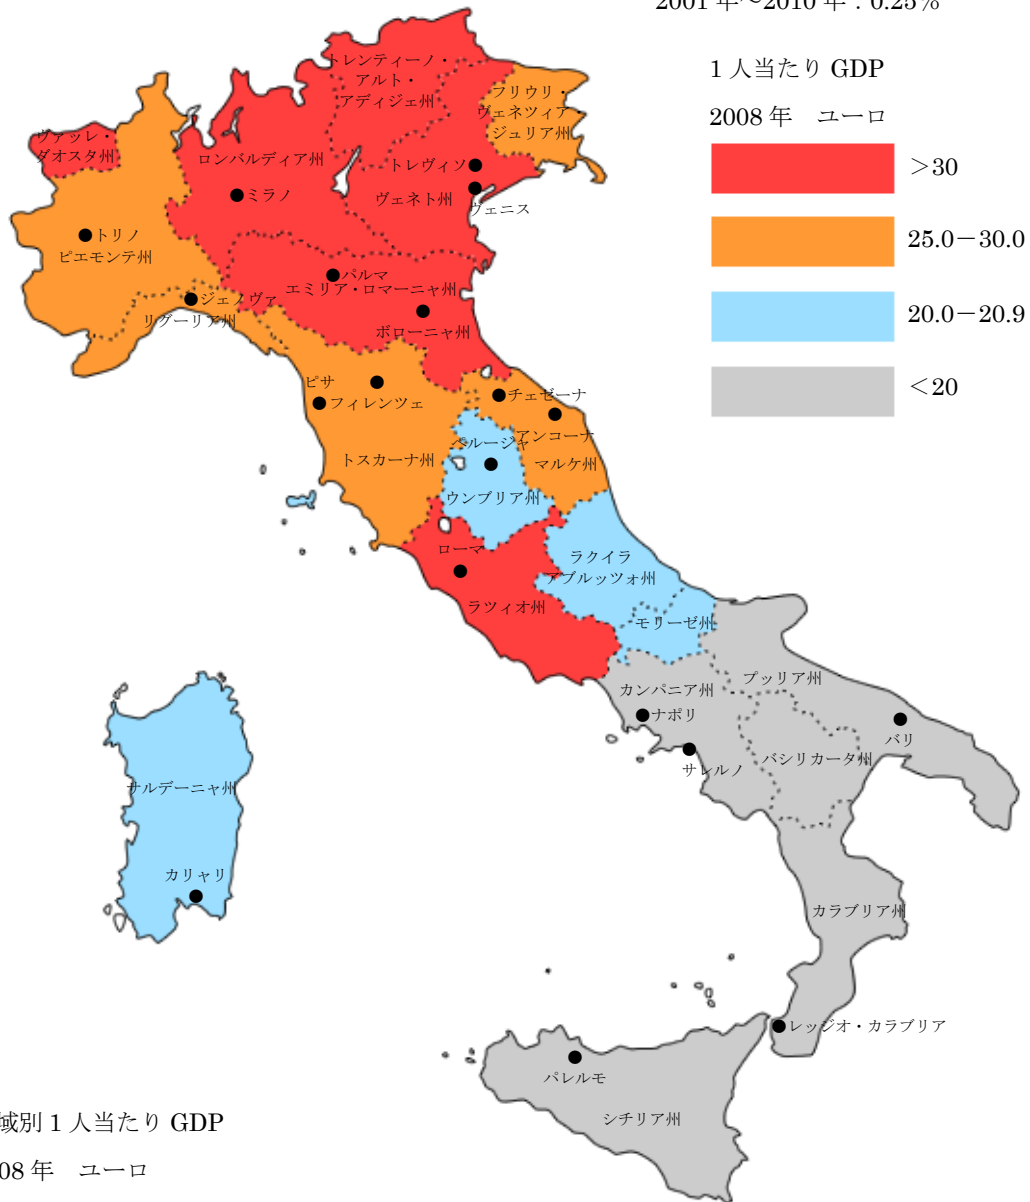 2001 年～2010 年：0.25%
1 人当たり GDP
2008 年　ユーロ
>30
25.0－30.0
20.0－20.9
＜20
トレンティーノ・
アルト・
アディジェ州
フリウリ・
ヴェネツィア・
ジュリア州
ヴァッレ・
ダオスタ州
ロンバルディア州
トレヴィソ
ミラノ
ヴェネト州
ヴェニス
トリノ
ピエモンテ州
パルマ
エミリア・ロマーニャ州
ジェノヴァ
リグーリア州
ボローニャ州
ピサ
フィレンツェ
チェゼーナ
アンコーナ
ペルージャ
トスカーナ州
マルケ州
ウンブリア州
ローマ
ラクイラ
アブルッツォ州
ラツィオ州
モリーゼ州
カンパニア州
プッリア州
ナポリ
バリ
サレルノ
バシリカータ州
サルデーニャ州
カリャリ
カラブリア州
レッジオ・カラブリア
パレルモ
シチリア州
域別 1 人当たり GDP
08 年　ユーロ